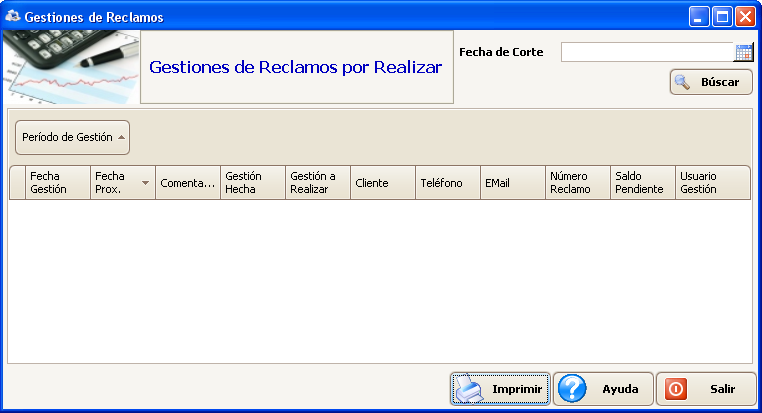 Gestiones de Reclamos
Gestiones de Reclamos por Realizar
Fecha de Corte
Búscar
Período de Gestión
Fecha Gestión
Fecha Prox.
Comenta...
Gestión Hecha
Gestión a Realizar
Cliente
Teléfono
EMail
Número Reclamo
Saldo Pendiente
Usuario Gestión
Imprimir
Ayuda
Salir